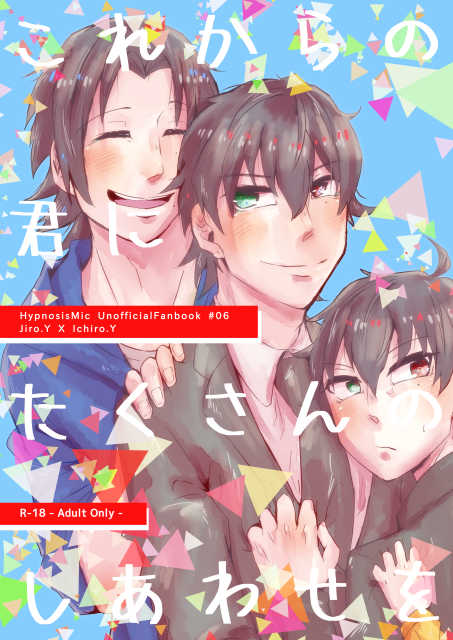 これからの
君に
HypnosisMic UnofficialFanbook #06
Jiro.Y X Ichiro.Y
たくさんの
R-18 - Adult Only -
しあわせを